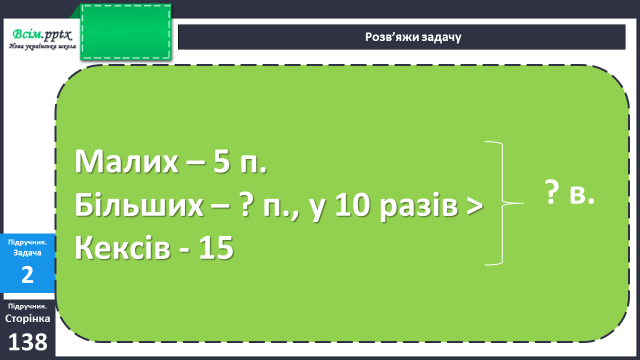 Всім.pptx
Нова українська школа
Розв’яжи задачу
Малих – 5 п.
Більших – ? п., у 10 разів >
Кексів - 15
? в.
Підручник.
Задача
2
Підручник.
Сторінка
138